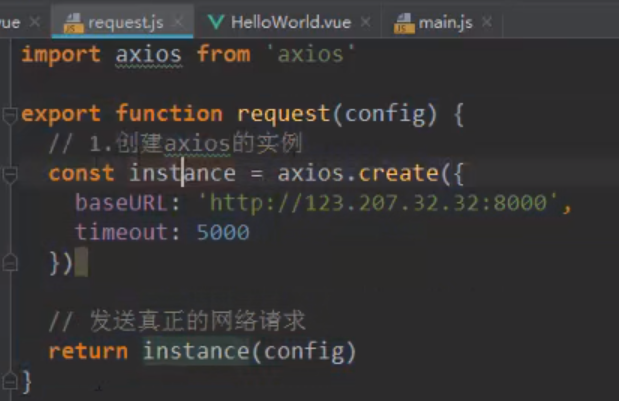 vue × request.js × HelloWorld.vue × main.js ×
import axios from 'axios'
export function request(config) {
// 1.创建axios的实例
const instance = axios.create({
baseURL: 'http://123.207.32.32:8000',
timeout: 5000
})
// 发送真正的网络请求
return instance(config)
}